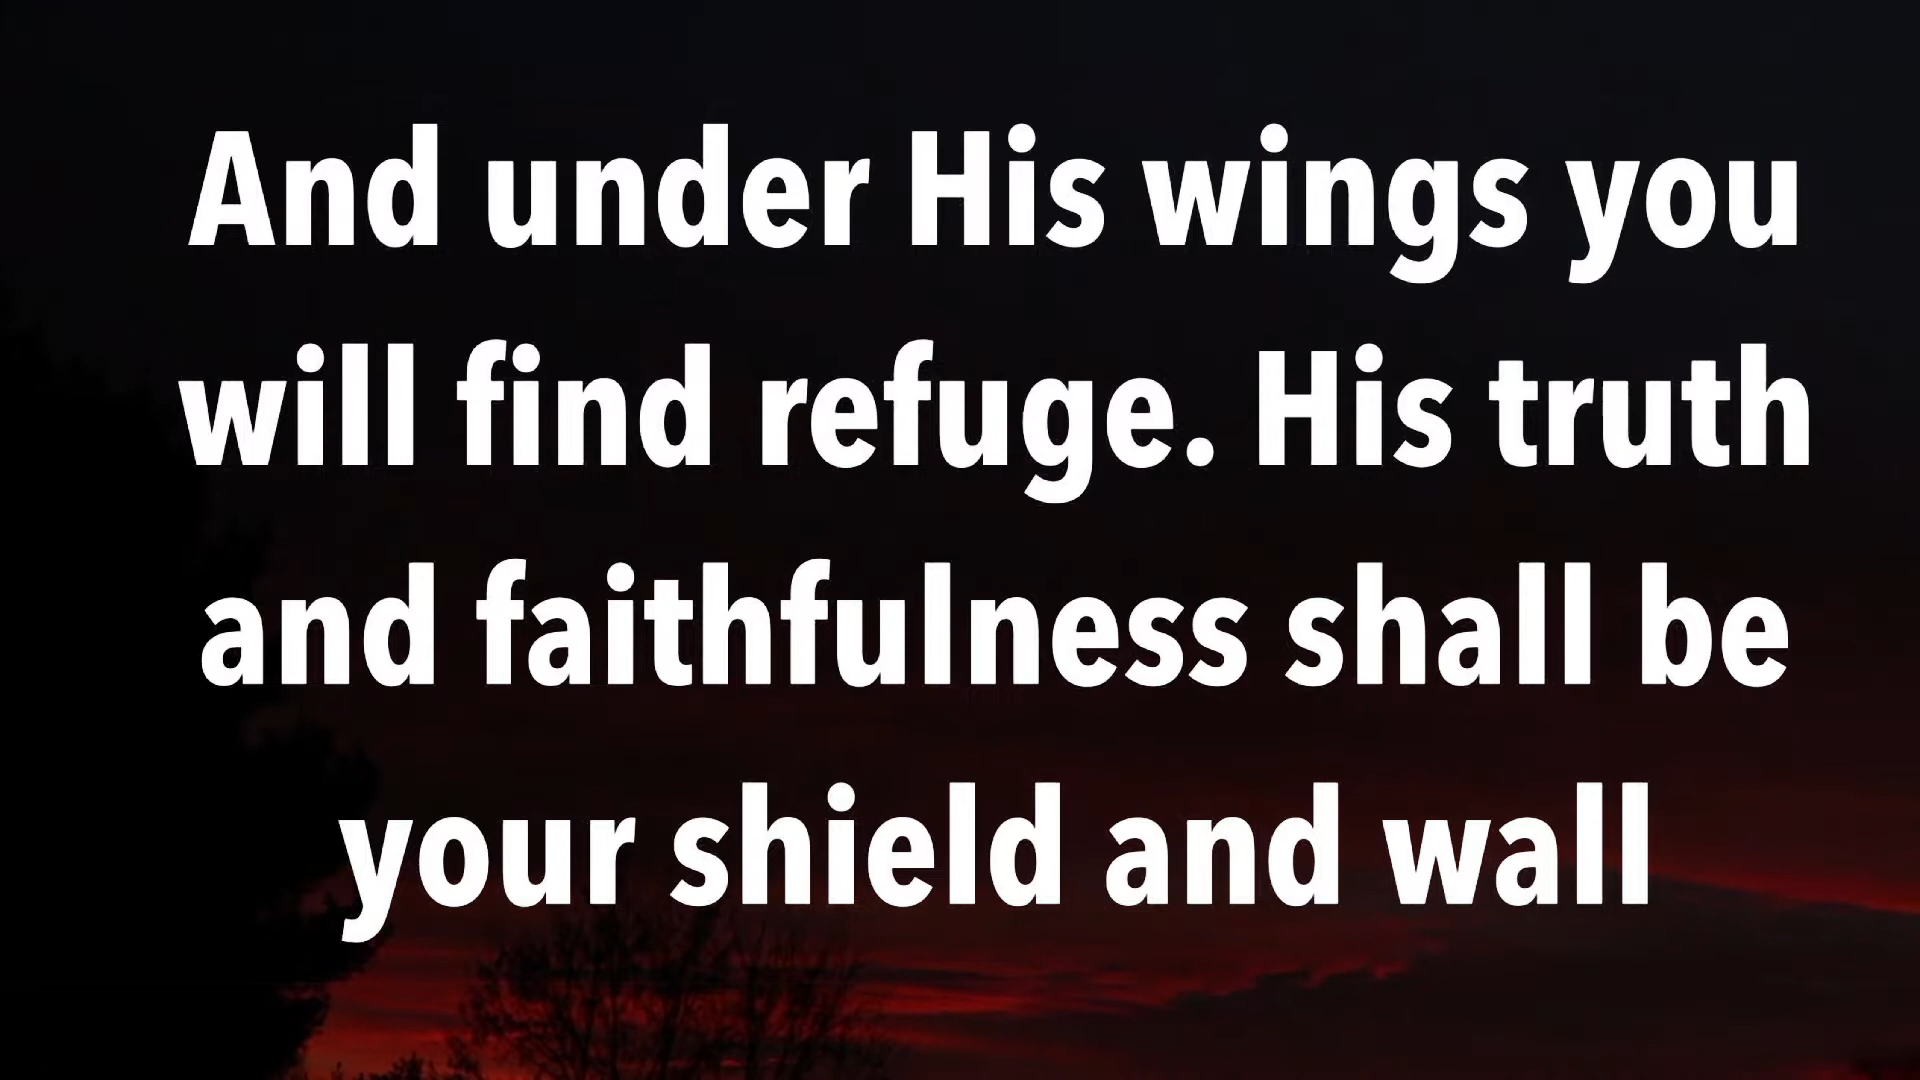 And under His wings you
will find refuge. His truth
and faithfulness shall be
your shield and wall